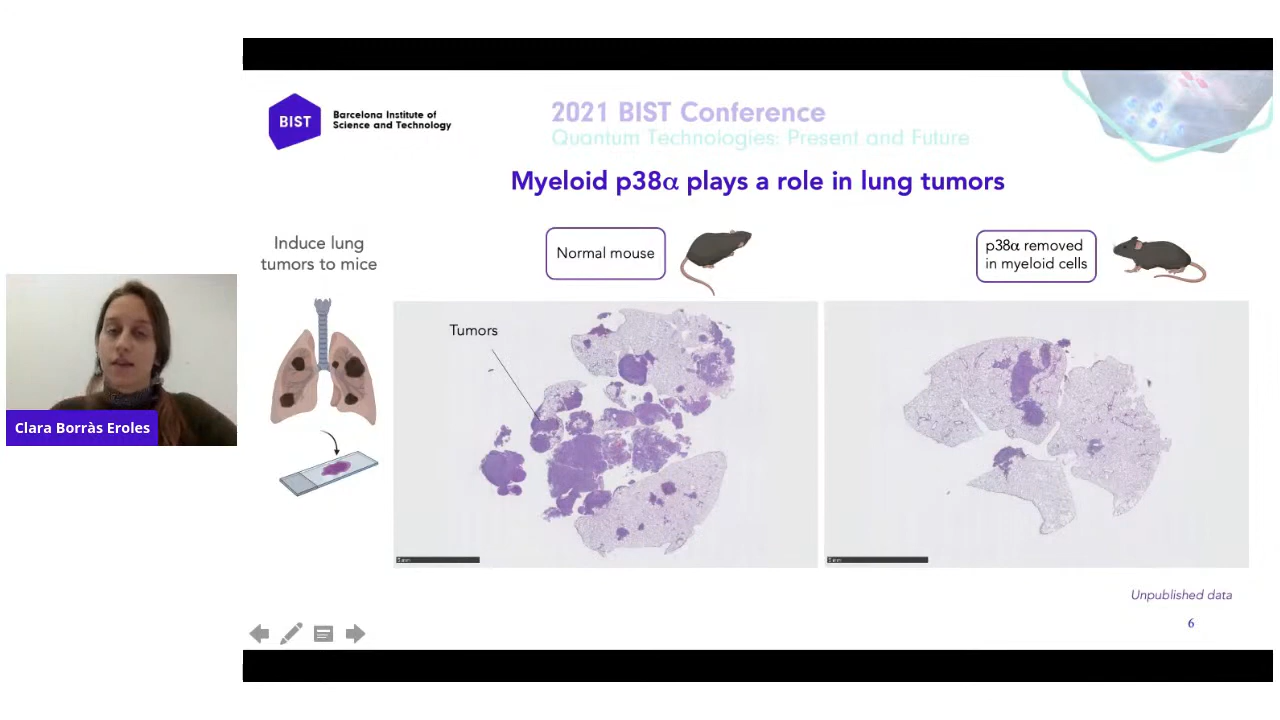 BIST
Barcelona Institute of
Science and Technology
2021 BIST Conference
Quantum Technologies: Present and Future
Myeloid p38α plays a role in lung tumors
Induce lung
tumors to mice
Normal mouse
p38α removed
in myeloid cells
Tumors
Clara Borràs Eroles
Unpublished data
6